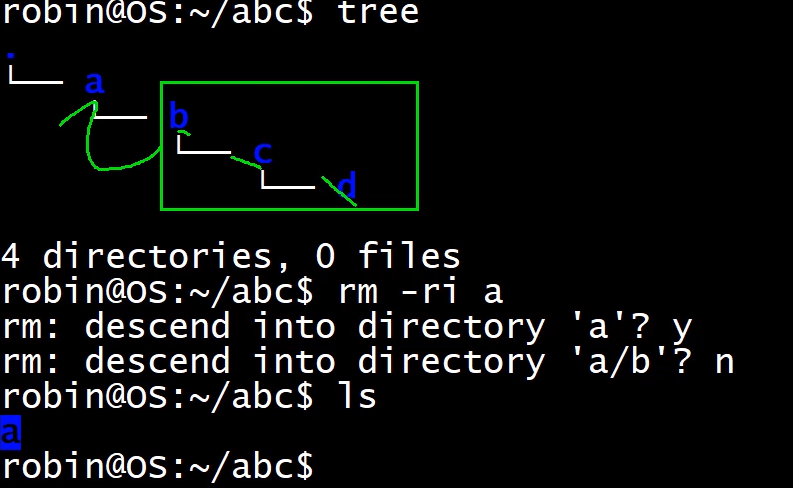 robin@OS:~/abc$ tree
.
└── a
└── b
└── c
└── d
4 directories, 0 files
robin@OS:~/abc$ rm -ri a
rm: descend into directory 'a'? y
rm: descend into directory 'a/b'? n
robin@OS:~/abc$ ls
a
robin@OS:~/abc$